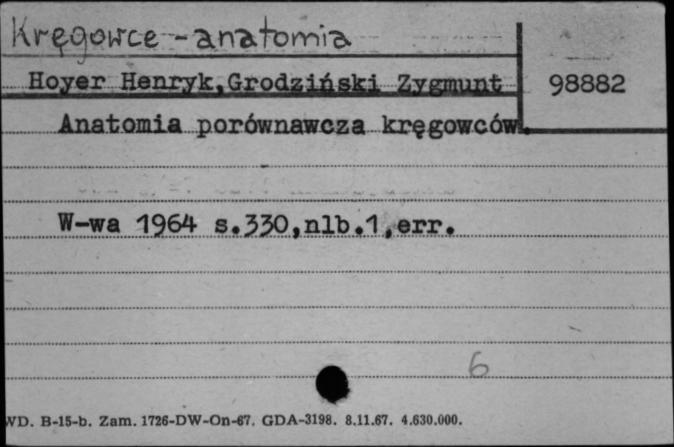 Kręgowce - anatomia
Hoyer Henryk,Grodziński Zygmunt
98882
Anatomia porównawcza kręgowców.
W-wa 1964 s.330,nlb.1,err.
6
WD. B-15-b. Zam. 1726-DW-On-67. GDA-3198. 8.11.67. 4.630.000.